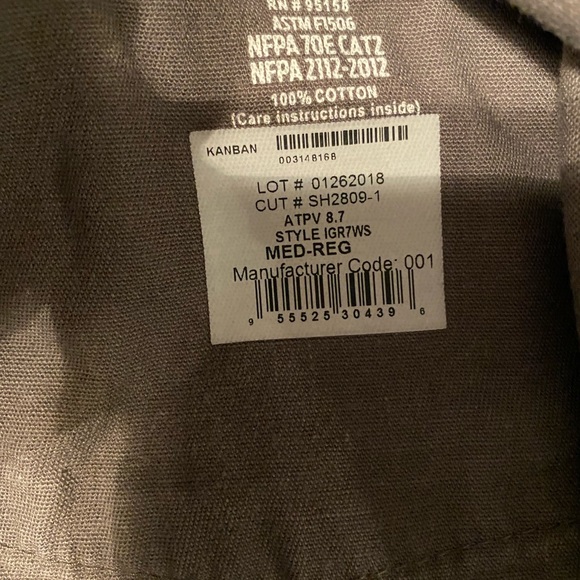 RN # 95158
ASTM F1506
NFPA 70E CAT2
NFPA 2112-2012
100% COTTON
(Care instructions inside)
KANBAN
003148168
LOT # 01262018
CUT # SH2809-1
ATPV 8.7
STYLE IGR7WS
MED-REG
Manufacturer Code: 001
9 55525 30439 6